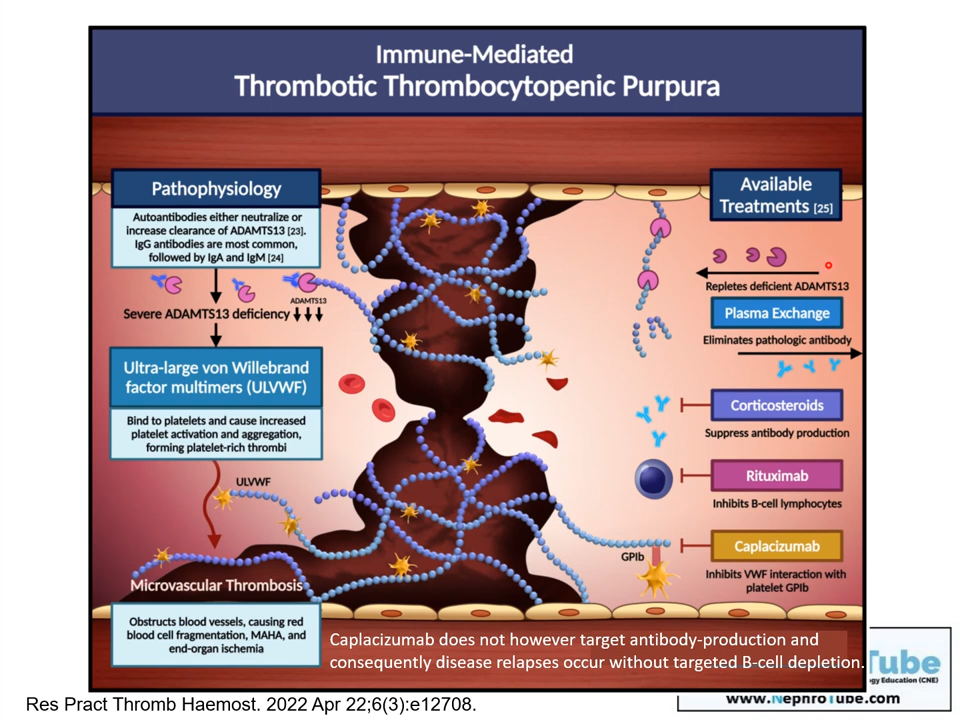 Immune-Mediated
Thrombotic Thrombocytopenic Purpura
Pathophysiology
Autoantibodies either neutralize or
increase clearance of ADAMTS13 [23].
IgG antibodies are most common,
followed by IgA and IgM [24]
ADAMTS13
Severe ADAMTS13 deficiency
Ultra-large von Willebrand
factor multimers (ULVWF)
Bind to platelets and cause increased
platelet activation and aggregation,
forming platelet-rich thrombi
ULVWF
Microvascular Thrombosis
Obstructs blood vessels, causing red
blood cell fragmentation, MAHA, and
end-organ ischemia
Available
Treatments [25]
Repletes deficient ADAMTS13
Plasma Exchange
Eliminates pathologic antibody
Corticosteroids
Suppress antibody production
Rituximab
Inhibits B-cell lymphocytes
GPIb
Caplacizumab
Inhibits VWF interaction with
platelet GPIb
Caplacizumab does not however target antibody-production and
consequently disease relapses occur without targeted B-cell depletion.
Tube
ogy Education (CNE)
www.NephroTube.com
Res Pract Thromb Haemost. 2022 Apr 22;6(3):e12708.